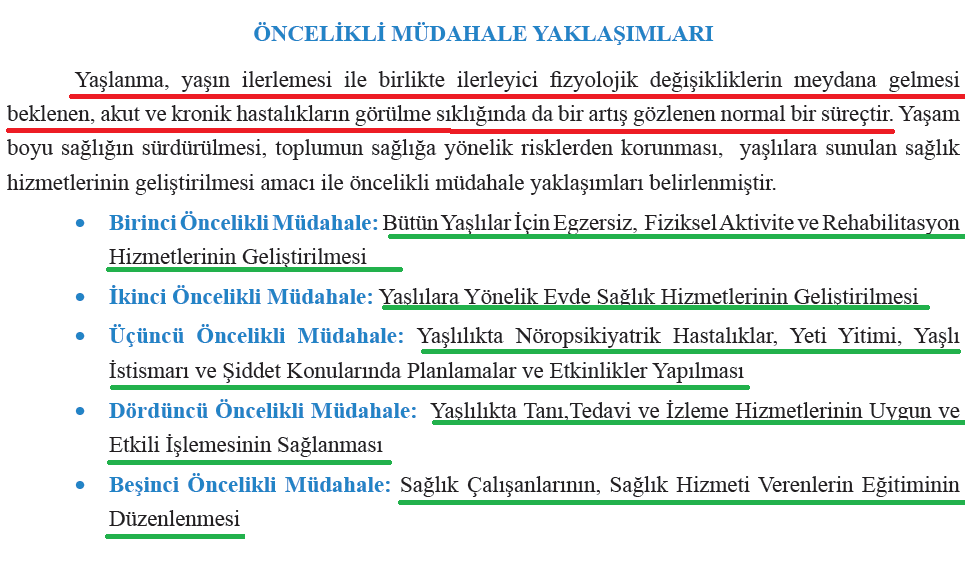 ÖNCELİKLİ MÜDAHALE YAKLAŞIMLARI
Yaşlanma, yaşın ilerlemesi ile birlikte ilerleyici fizyolojik değişikliklerin meydana gelmesi
beklenen, akut ve kronik hastalıkların görülme sıklığında da bir artış gözlenen normal bir süreçtir. Yaşam
boyu sağlığın sürdürülmesi, toplumun sağlığa yönelik risklerden korunması, yaşlılara sunulan sağlık
hizmetlerinin geliştirilmesi amacı ile öncelikli müdahale yaklaşımları belirlenmiştir.
• Birinci Öncelikli Müdahale: Bütün Yaşlılar İçin Egzersiz, Fiziksel Aktivite ve Rehabilitasyon
Hizmetlerinin Geliştirilmesi
• İkinci Öncelikli Müdahale: Yaşlılara Yönelik Evde Sağlık Hizmetlerinin Geliştirilmesi
• Üçüncü Öncelikli Müdahale: Yaşlılıkta Nöropsikiyatrik Hastalıklar, Yeti Yitimi, Yaşlı
İstismarı ve Şiddet Konularında Planlamalar ve Etkinlikler Yapılması
• Dördüncü Öncelikli Müdahale: Yaşlılıkta Tanı,Tedavi ve İzleme Hizmetlerinin Uygun ve
Etkili İşlemesinin Sağlanması
• Beşinci Öncelikli Müdahale: Sağlık Çalışanlarının, Sağlık Hizmeti Verenlerin Eğitiminin
Düzenlenmesi